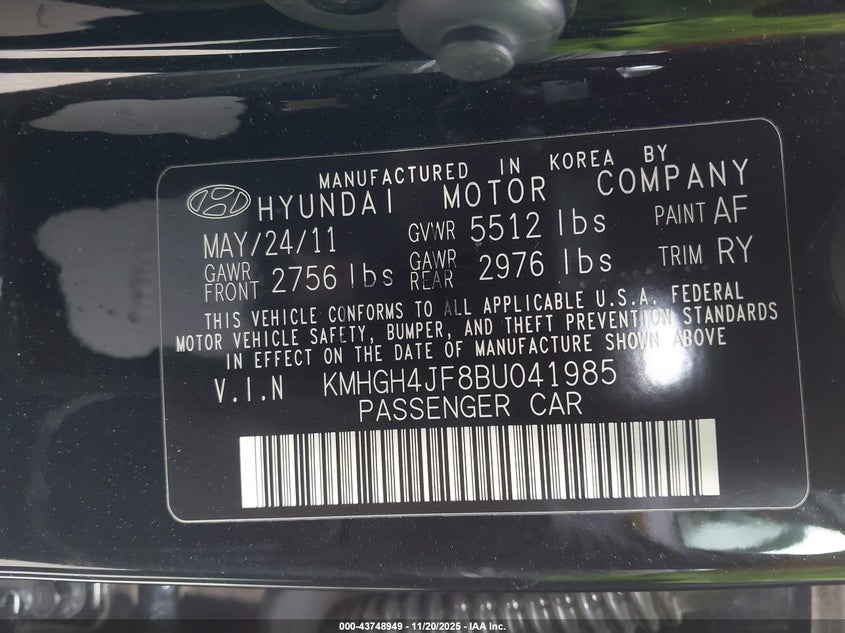 MANUFACTURED IN KOREA BY
HYUNDAI MOTOR COMPANY
MAY/24/11 GVWR 5512 lbs PAINT AF
GAWR FRONT 2756 lbs GAWR REAR 2976 lbs TRIM RY
THIS VEHICLE CONFORMS TO ALL APPLICABLE U.S.A. FEDERAL
MOTOR VEHICLE SAFETY, BUMPER, AND THEFT PREVENTION STANDARDS
IN EFFECT ON THE DATE OF MANUFACTURE SHOWN ABOVE
V.I.N KMHGH4JF8BU041985
PASSENGER CAR
000-43748949 - 11/20/2025 - WWW.IAAI.COM